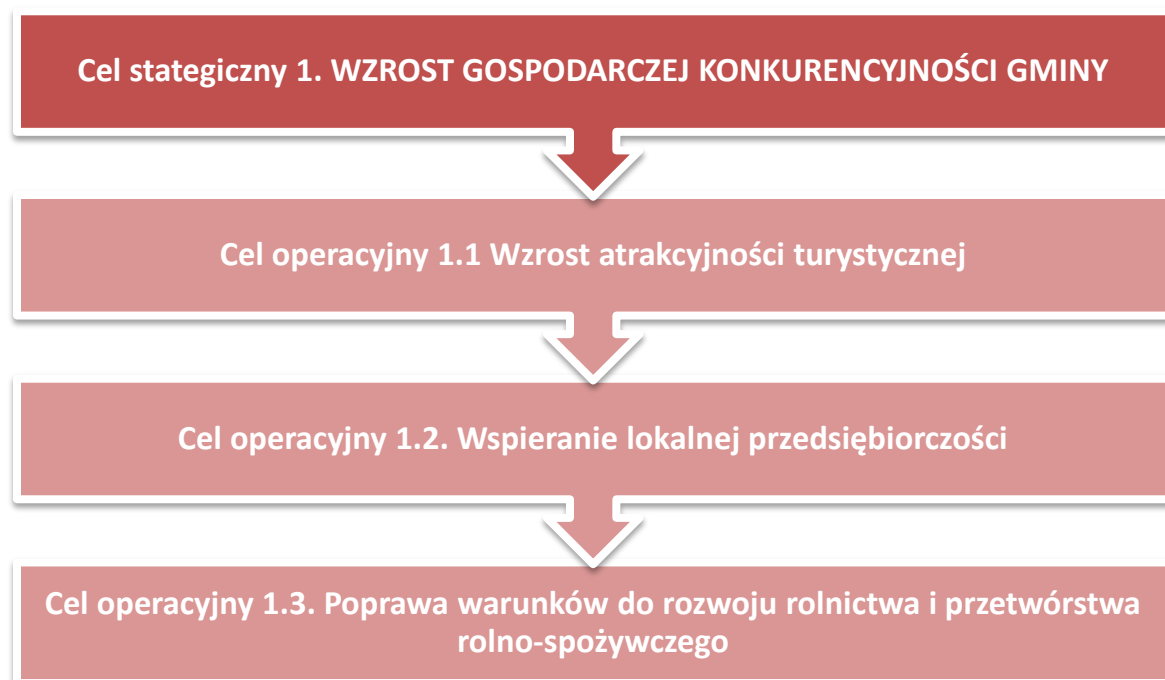 Cel stategiczny 1. WZROST GOSPODARCZEJ KONKURENCYJNOŚCI GMINY
Cel operacyjny 1.1 Wzrost atrakcyjności turystycznej
Cel operacyjny 1.2. Wspieranie lokalnej przedsiębiorczości
Cel operacyjny 1.3. Poprawa warunków do rozwoju rolnictwa i przetwórstwa
rolno-spożywczego